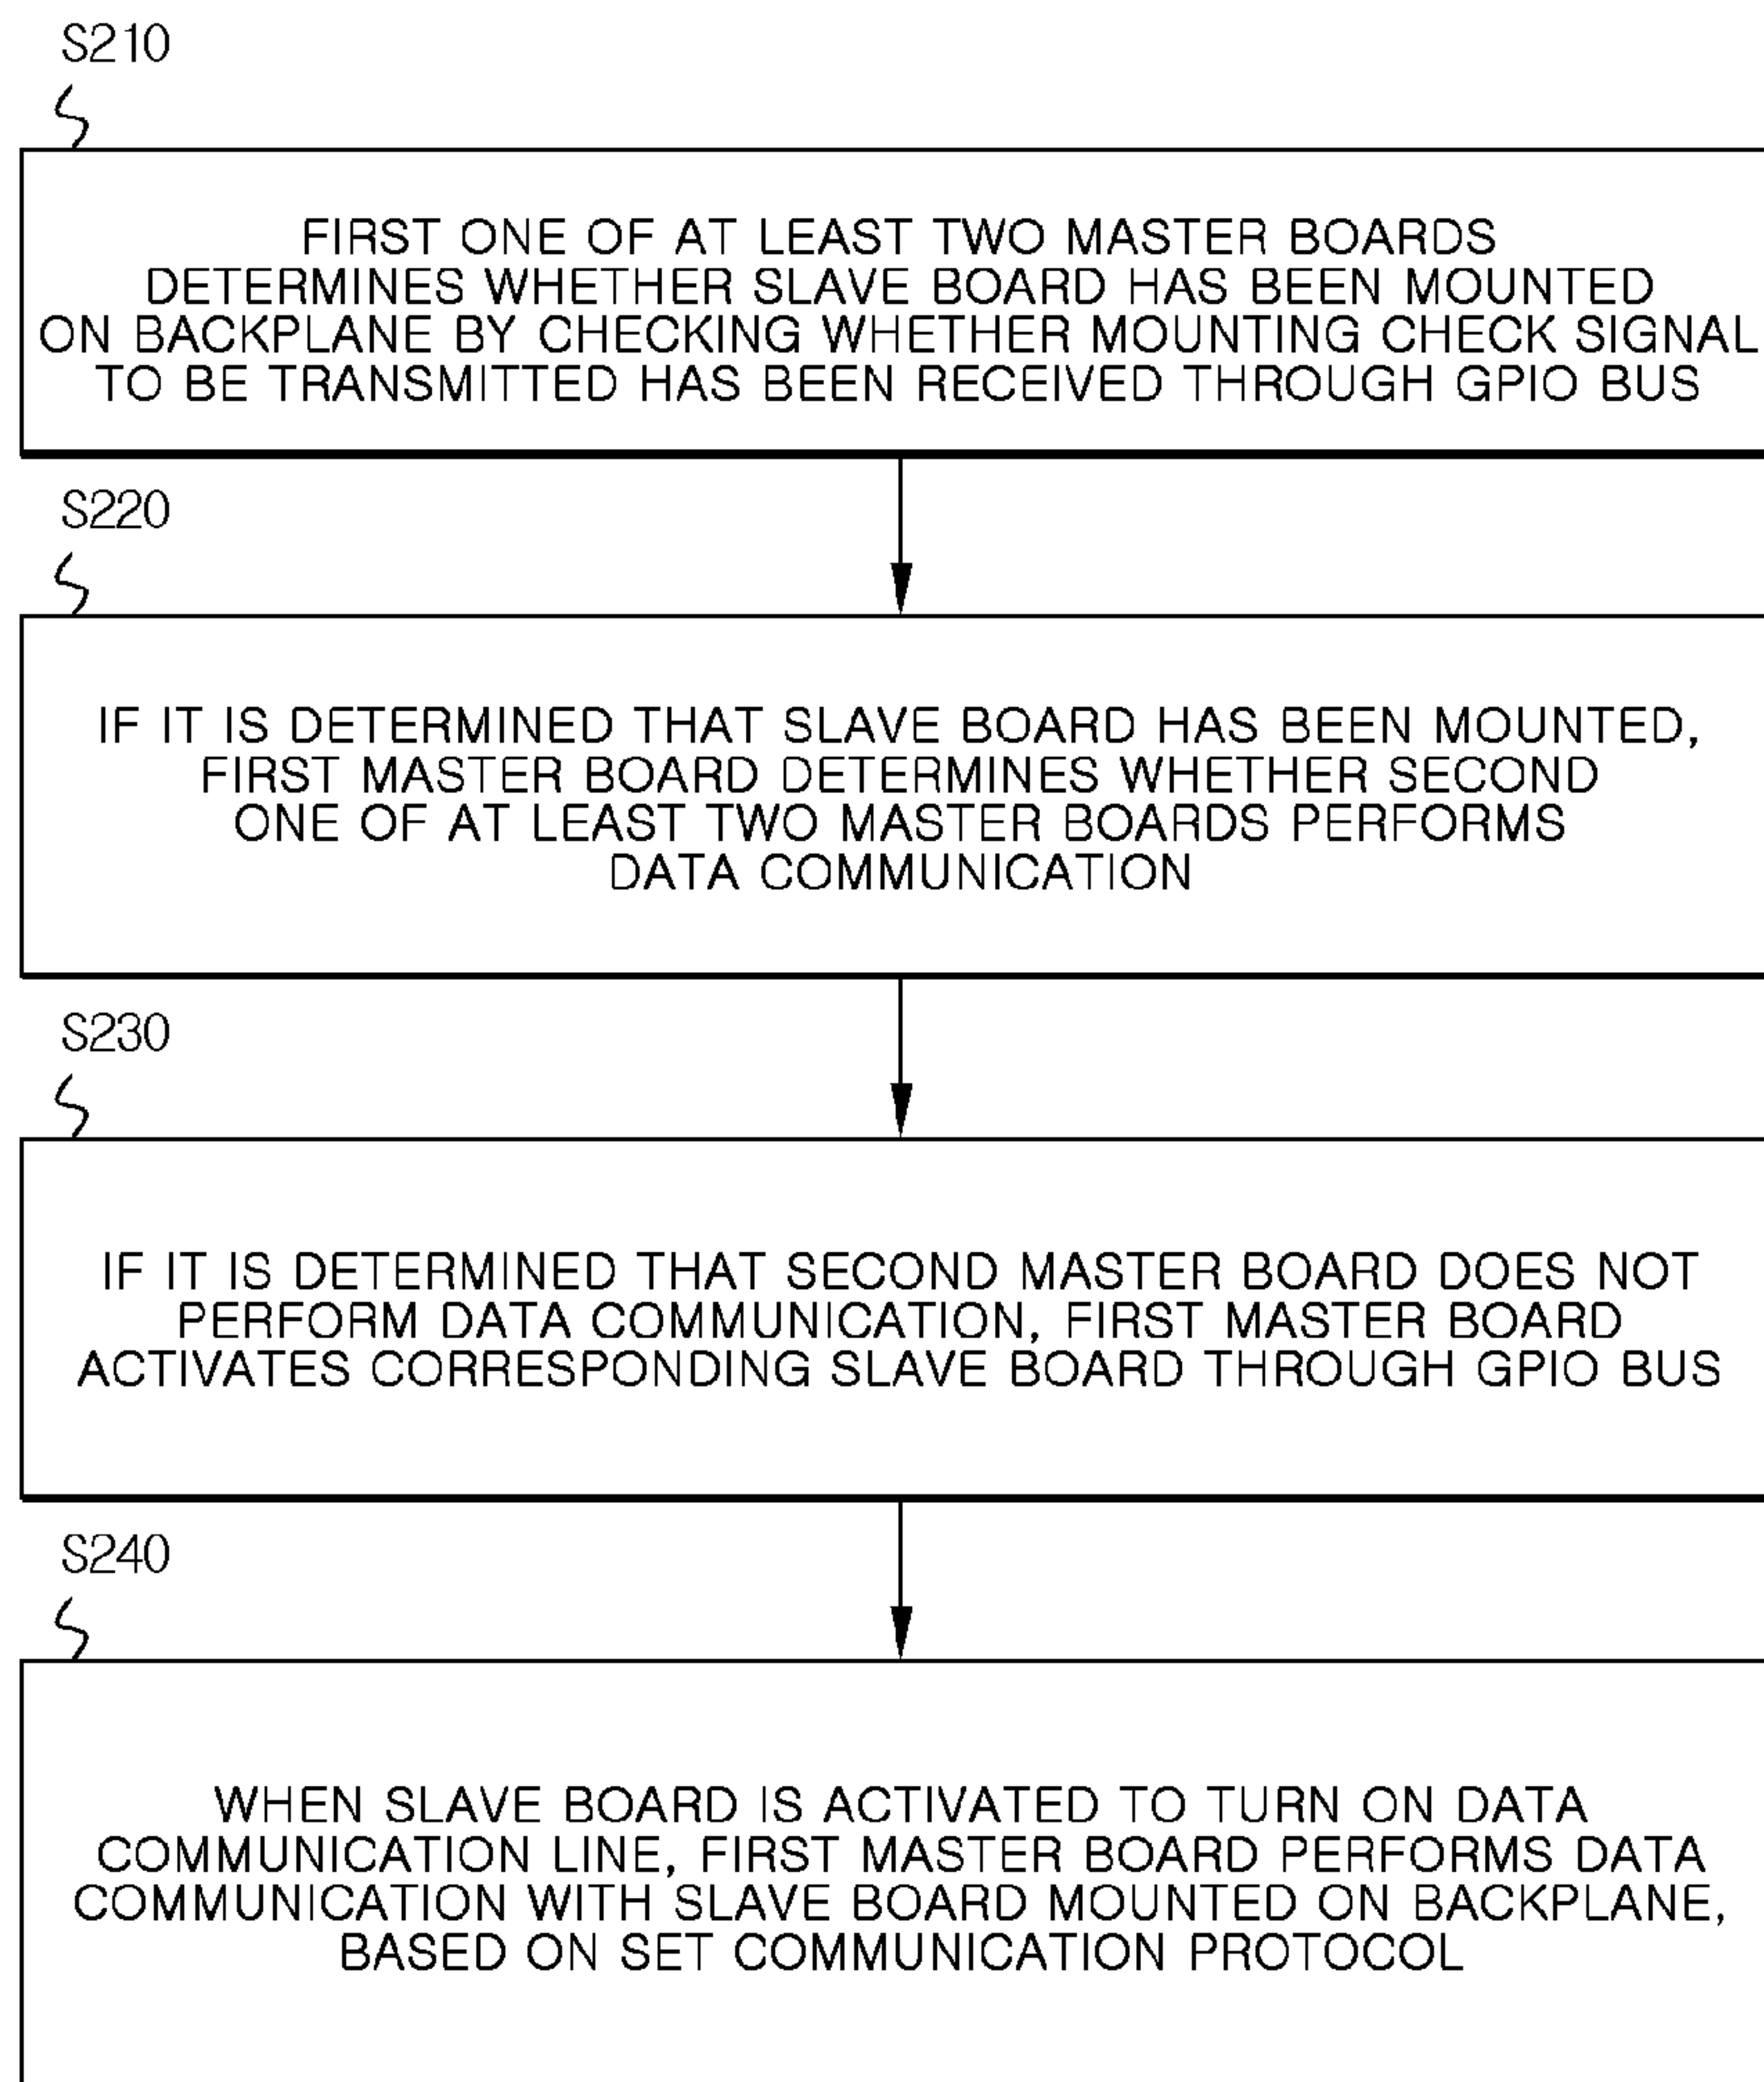 S210
FIRST ONE OF AT LEAST TWO MASTER BOARDS
DETERMINES WHETHER SLAVE BOARD HAS BEEN MOUNTED
ON BACKPLANE BY CHECKING WHETHER MOUNTING CHECK SIGNAL
TO BE TRANSMITTED HAS BEEN RECEIVED THROUGH GPIO BUS
S220
IF IT IS DETERMINED THAT SLAVE BOARD HAS BEEN MOUNTED,
FIRST MASTER BOARD DETERMINES WHETHER SECOND
ONE OF AT LEAST TWO MASTER BOARDS PERFORMS
DATA COMMUNICATION
S230
IF IT IS DETERMINED THAT SECOND MASTER BOARD DOES NOT
PERFORM DATA COMMUNICATION, FIRST MASTER BOARD
ACTIVATES CORRESPONDING SLAVE BOARD THROUGH GPIO BUS
S240
WHEN SLAVE BOARD IS ACTIVATED TO TURN ON DATA
COMMUNICATION LINE, FIRST MASTER BOARD PERFORMS DATA
COMMUNICATION WITH SLAVE BOARD MOUNTED ON BACKPLANE,
BASED ON SET COMMUNICATION PROTOCOL